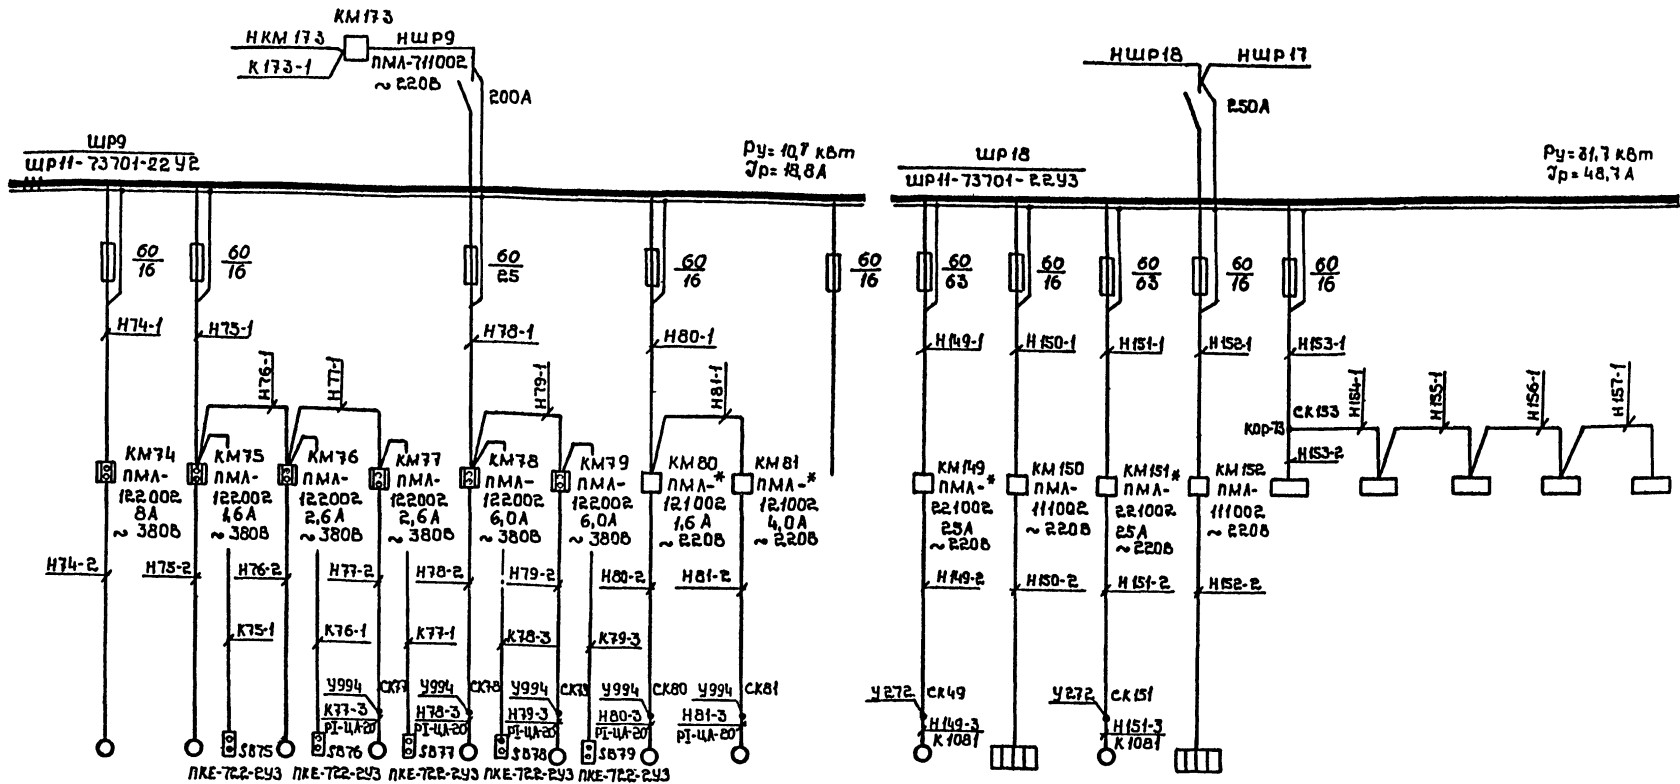 КМ173
НКМ173
НШР9
К173-1
ПМЛ-711002
~220В
200А
ШР9
ШР11-73701-22У2
Ру=10,7 кВт
Iр=18,8А
60
16
60
16
60
25
60
16
60
16
Н74-1
Н75-1
Н78-1
Н80-1
Н76-1
Н77-1
Н79-1
Н81-1
КМ74
ПМЛ-
122002
8А
~380В
КМ75
ПМЛ-
122002
1,6А
~380В
КМ76
ПМЛ-
122002
2,6А
~380В
КМ77
ПМЛ-
122002
2,6А
~380В
КМ78
ПМЛ-
122002
6,0А
~380В
КМ79
ПМЛ-
122002
6,0А
~380В
КМ80
ПМЛ-*
121002
1,6А
~220В
КМ81
ПМЛ-*
121002
4,0А
~220В
Н74-2
Н75-2
Н76-2
Н77-2
Н78-2
Н79-2
Н80-2
Н81-2
К75-1
К76-1
К77-1
К78-3
К79-3
У994
СК77
К77-3
РІ-ЦА-20
У994
СК78
Н78-3
РІ-ЦА-20
У994
СК79
Н79-3
РІ-ЦА-20
У994
СК80
Н80-3
РІ-ЦА-20
У994
СК81
Н81-3
РІ-ЦА-20
SB75
SB76
SB77
SB78
SB79
ПКЕ-722-2У3
ПКЕ-722-2У3
ПКЕ-722-2У3
ПКЕ-722-2У3
ПКЕ-722-2У3
НШР18
НШР17
250А
ШР18
ШР11-73701-22У3
Ру=31,7 кВт
Iр=48,7А
60
63
60
16
60
63
60
16
60
16
Н149-1
Н150-1
Н151-1
Н152-1
Н153-1
Н154-1
Н155-1
Н156-1
Н157-1
СК153
КОР-73
Н153-2
КМ149
ПМЛ-*
221002
25А
~220В
КМ150
ПМЛ-
111002
~220В
КМ151*
ПМЛ-
221002
25А
~220В
КМ152
ПМЛ-
111002
~220В
Н149-2
Н150-2
Н151-2
Н152-2
У272
СК49
Н149-3
К1081
У272
СК151
Н151-3
К1081